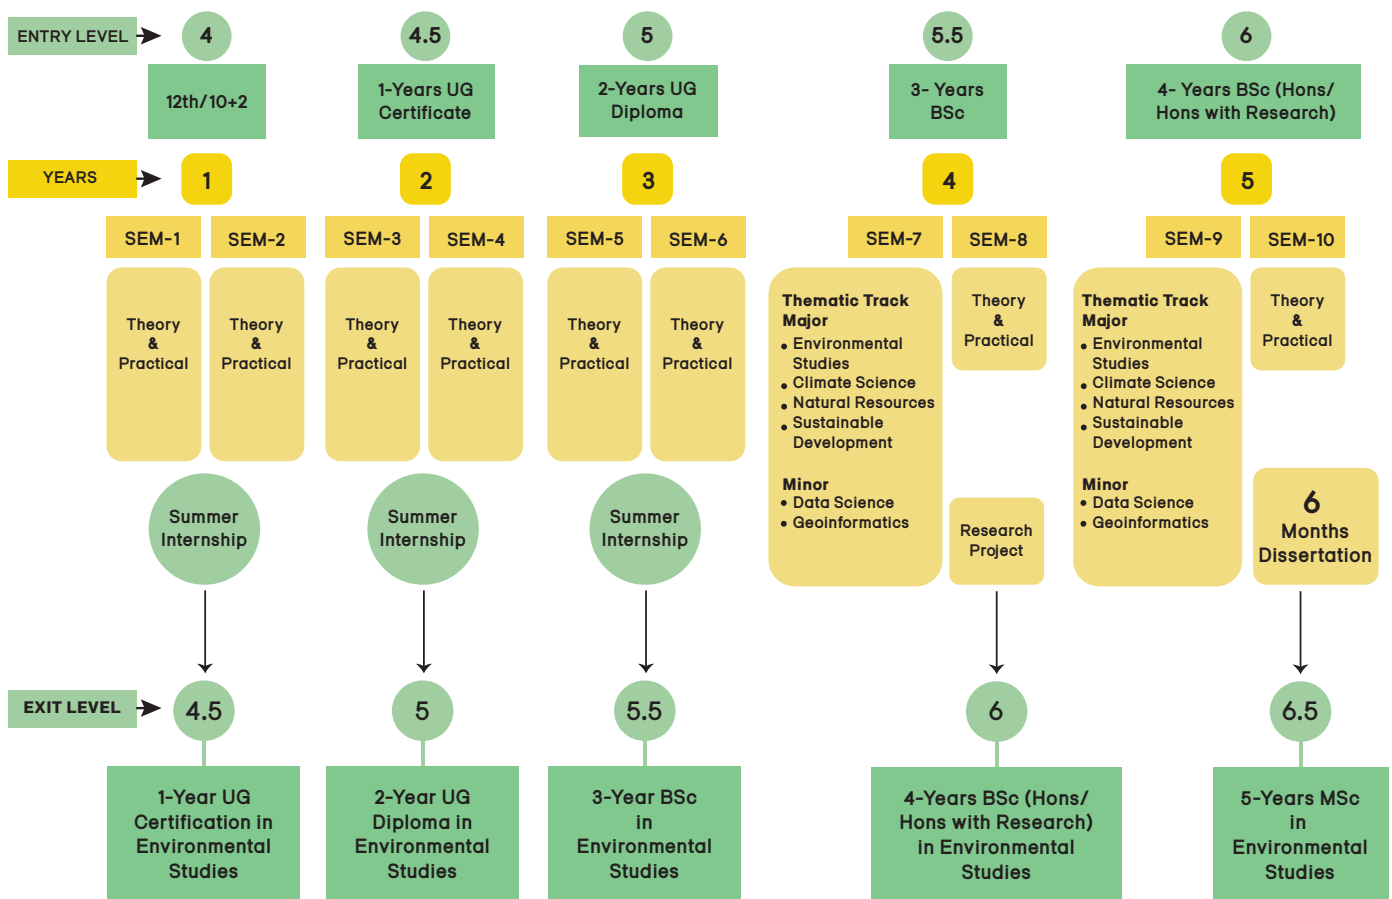 ENTRY LEVEL
4
4.5
5
5.5
6
12th/10+2
1-Years UG
Certificate
2-Years UG
Diploma
3- Years
BSc
4- Years BSc (Hons/
Hons with Research)
YEARS
1
2
3
4
5
SEM-1
SEM-2
SEM-3
SEM-4
SEM-5
SEM-6
SEM-7
SEM-8
SEM-9
SEM-10
Theory
&
Practical
Theory
&
Practical
Theory
&
Practical
Theory
&
Practical
Theory
&
Practical
Theory
&
Practical
Thematic Track
Major
• Environmental
Studies
• Climate Science
• Natural Resources
• Sustainable
Development
Minor
• Data Science
• Geoinformatics
Theory
&
Practical
Research
Project
Thematic Track
Major
• Environmental
Studies
• Climate Science
• Natural Resources
• Sustainable
Development
Minor
• Data Science
• Geoinformatics
Theory
&
Practical
6
Months
Dissertation
Summer
Internship
Summer
Internship
Summer
Internship
EXIT LEVEL
4.5
5
5.5
6
6.5
1-Year UG
Certification in
Environmental
Studies
2-Year UG
Diploma in
Environmental
Studies
3-Year BSc
in
Environmental
Studies
4-Years BSc (Hons/
Hons with Research)
in Environmental
Studies
5-Years MSc
in
Environmental
Studies